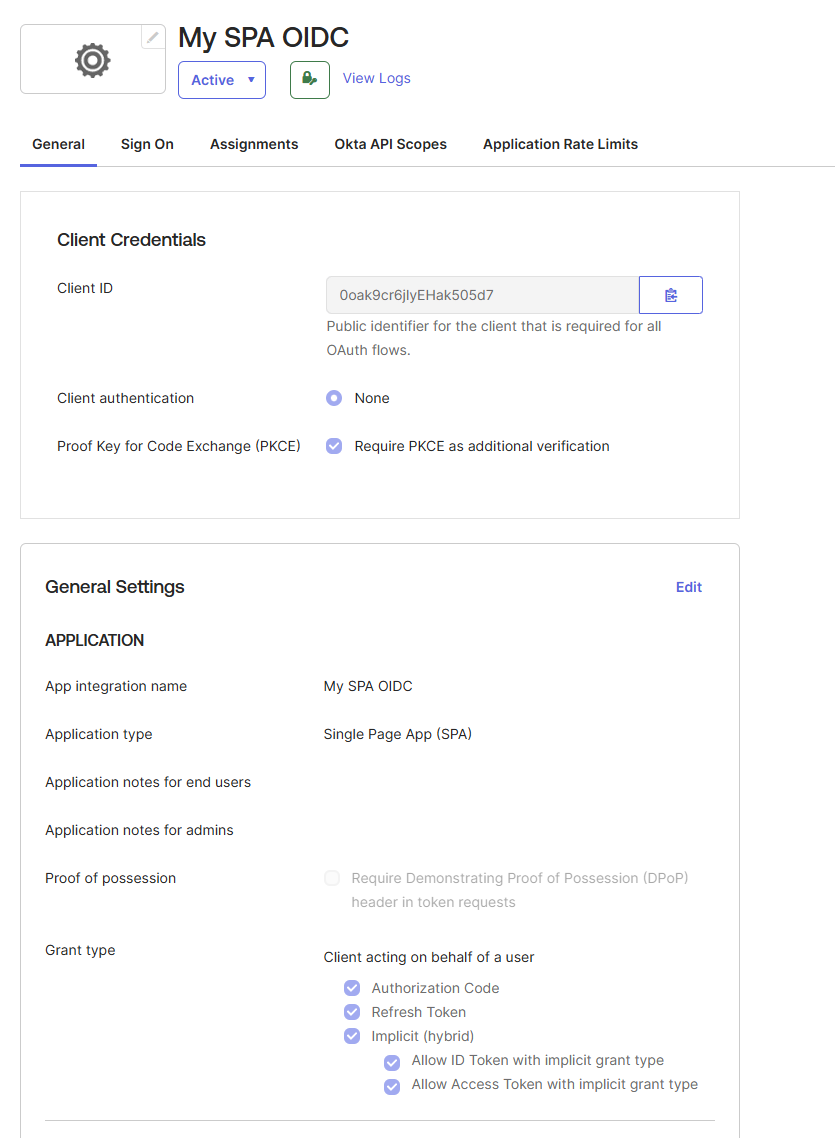 My SPA OIDC
Active
View Logs
General
Sign On
Assignments
Okta API Scopes
Application Rate Limits
Client Credentials
Client ID
0oak9cr6jlyEHak505d7
Public identifier for the client that is required for all
OAuth flows.
Client authentication
None
Proof Key for Code Exchange (PKCE)
Require PKCE as additional verification
General Settings
Edit
APPLICATION
App integration name
My SPA OIDC
Application type
Single Page App (SPA)
Application notes for end users
Application notes for admins
Proof of possession
Require Demonstrating Proof of Possession (DPoP)
header in token requests
Grant type
Client acting on behalf of a user
Authorization Code
Refresh Token
Implicit (hybrid)
Allow ID Token with implicit grant type
Allow Access Token with implicit grant type